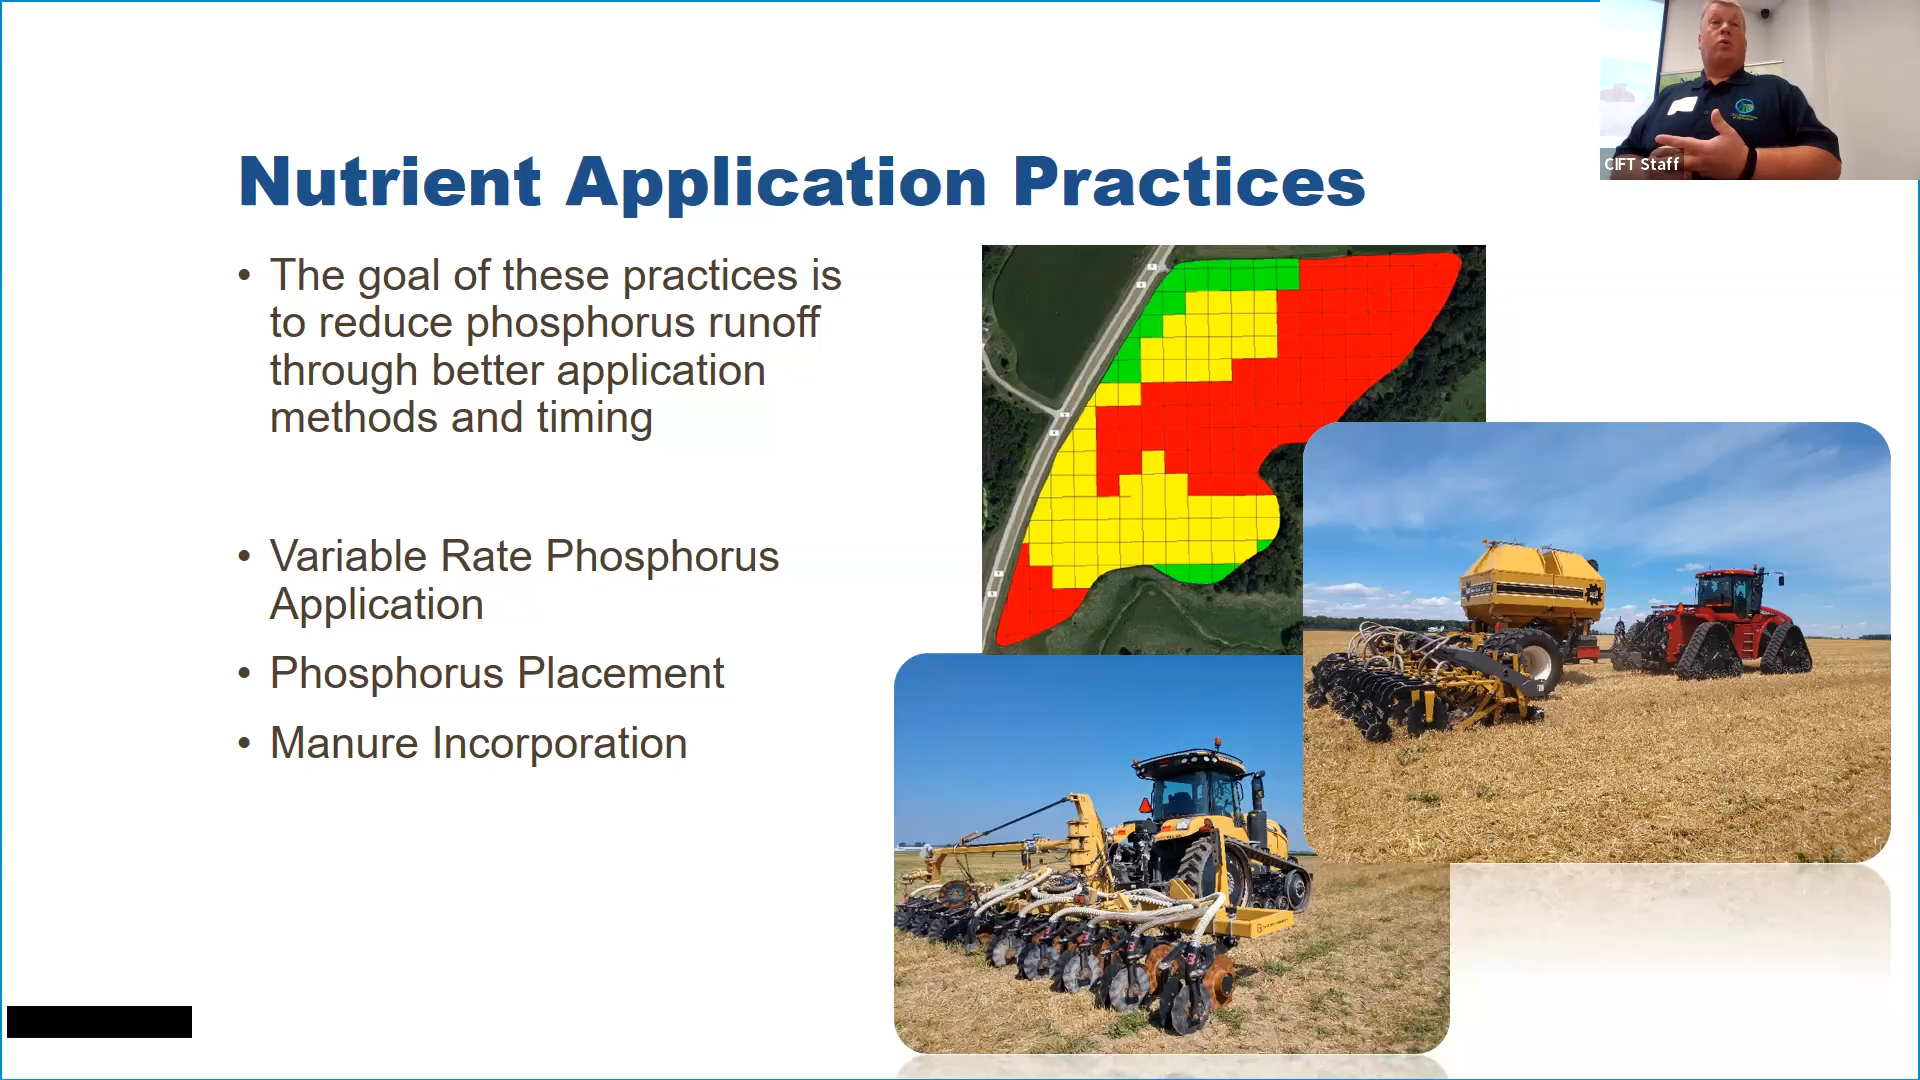 CIFT Staff
Nutrient Application Practices
• The goal of these practices is
to reduce phosphorus runoff
through better application
methods and timing
• Variable Rate Phosphorus
Application
• Phosphorus Placement
• Manure Incorporation